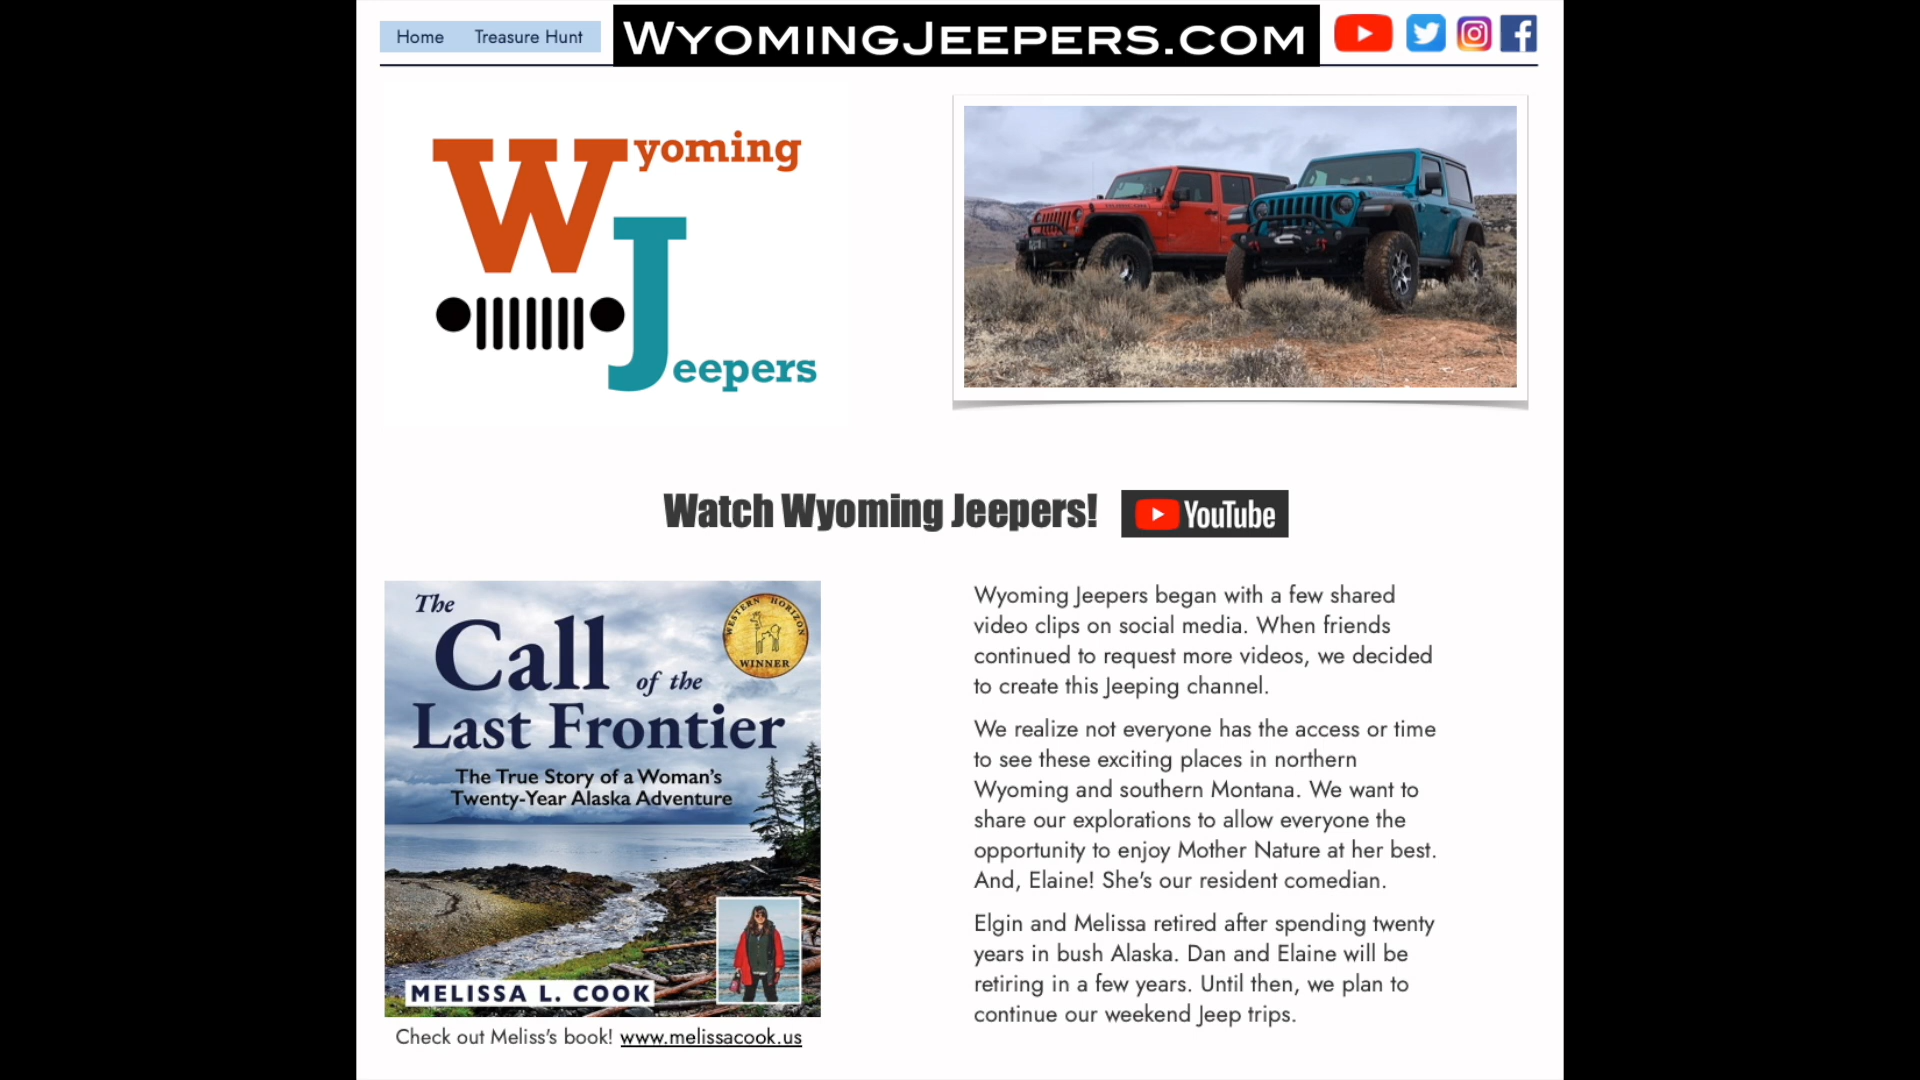 Home Treasure Hunt WYOMINGJEEPERS.COM
Wyoming
Jeepers
Watch Wyoming Jeepers! YouTube
The
Call of the
Last Frontier
WESTERN HORIZON
WINNER
The True Story of a Woman's
Twenty-Year Alaska Adventure
MELISSA L. COOK
Check out Meliss's book! www.melissacook.us
Wyoming Jeepers began with a few shared
video clips on social media. When friends
continued to request more videos, we decided
to create this Jeeping channel.
We realize not everyone has the access or time
to see these exciting places in northern
Wyoming and southern Montana. We want to
share our explorations to allow everyone the
opportunity to enjoy Mother Nature at her best.
And, Elaine! She's our resident comedian.
Elgin and Melissa retired after spending twenty
years in bush Alaska. Dan and Elaine will be
retiring in a few years. Until then, we plan to
continue our weekend Jeep trips.